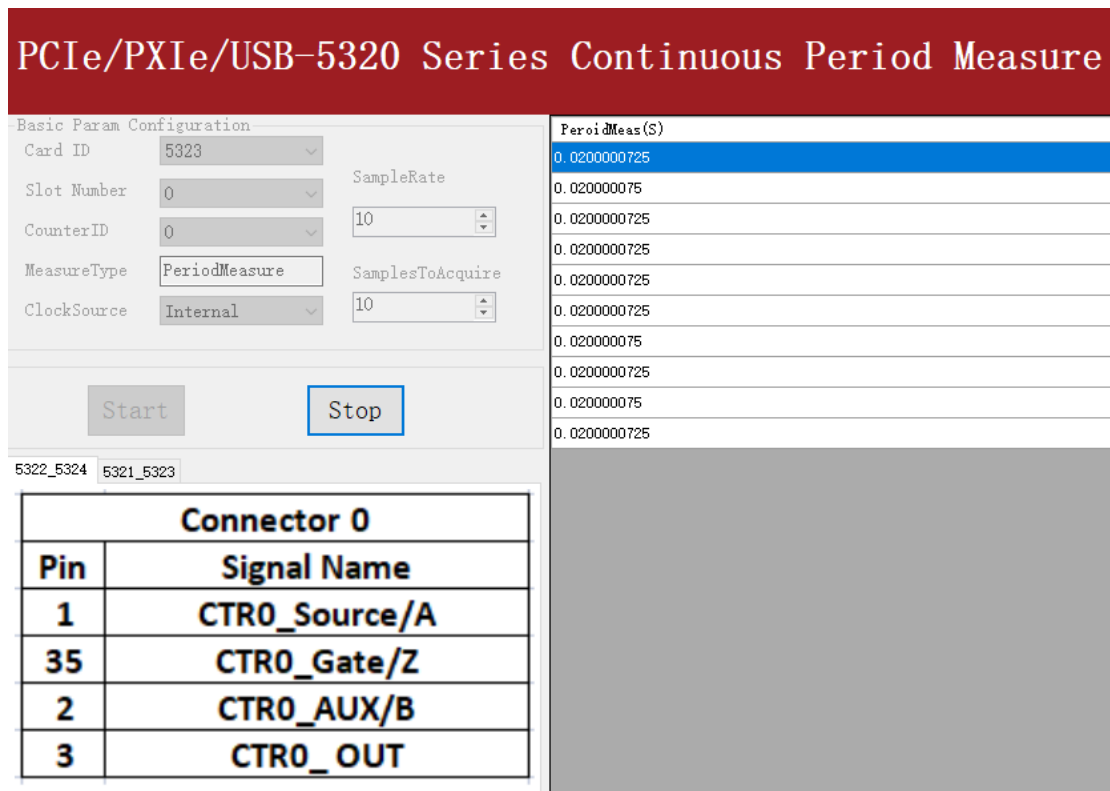 PCIe/PXIe/USB-5320 Series Continuous Period Measure
Basic Param Configuration
Card ID 5323
Slot Number 0
CounterID 0
MeasureType PeriodMeasure
ClockSource Internal
SampleRate
10
SamplesToAcquire
10
Start Stop
5322_5324 5321_5323
Connector 0
Pin Signal Name
1 CTR0_Source/A
35 CTR0_Gate/Z
2 CTR0_AUX/B
3 CTR0_ OUT
PeroidMeas(S)
0.0200000725
0.020000075
0.0200000725
0.0200000725
0.0200000725
0.0200000725
0.020000075
0.0200000725
0.020000075
0.0200000725